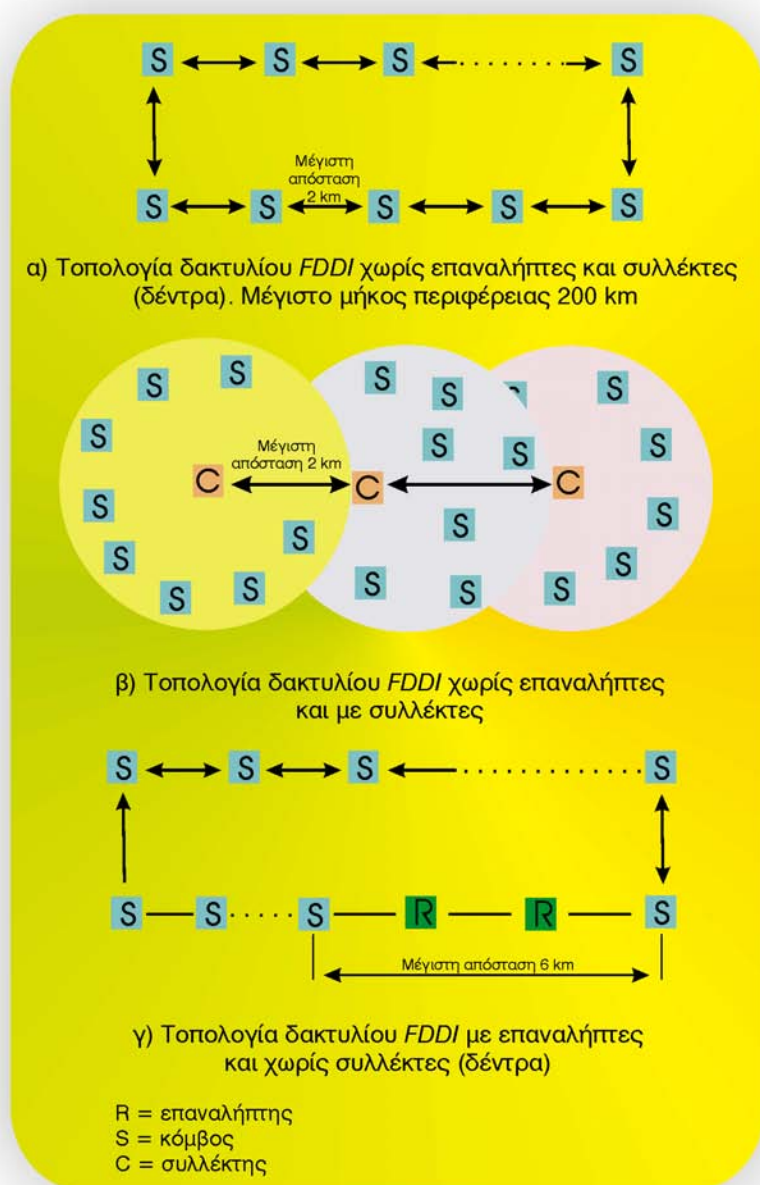 S S S S
Μέγιστη
απόσταση
2 km
S S S S S
α) Τοπολογία δακτυλίου FDDI χωρίς επαναλήπτες και συλλέκτες
(δέντρα). Μέγιστο μήκος περιφέρειας 200 km
S S S S S S
S S S S
Μέγιστη
απόσταση 2 km
C C C
S S S S
S S
S S S S S
α
β) Τοπολογία δακτυλίου FDDI χωρίς επαναλήπτες
και με συλλέκτες
S S S S
S S S R R S
Μέγιστη απόσταση 6 km
γ) Τοπολογία δακτυλίου FDDI με επαναλήπτες
και χωρίς συλλέκτες (δέντρα)
R = επαναλήπτης
S = κόμβος
C = συλλέκτης